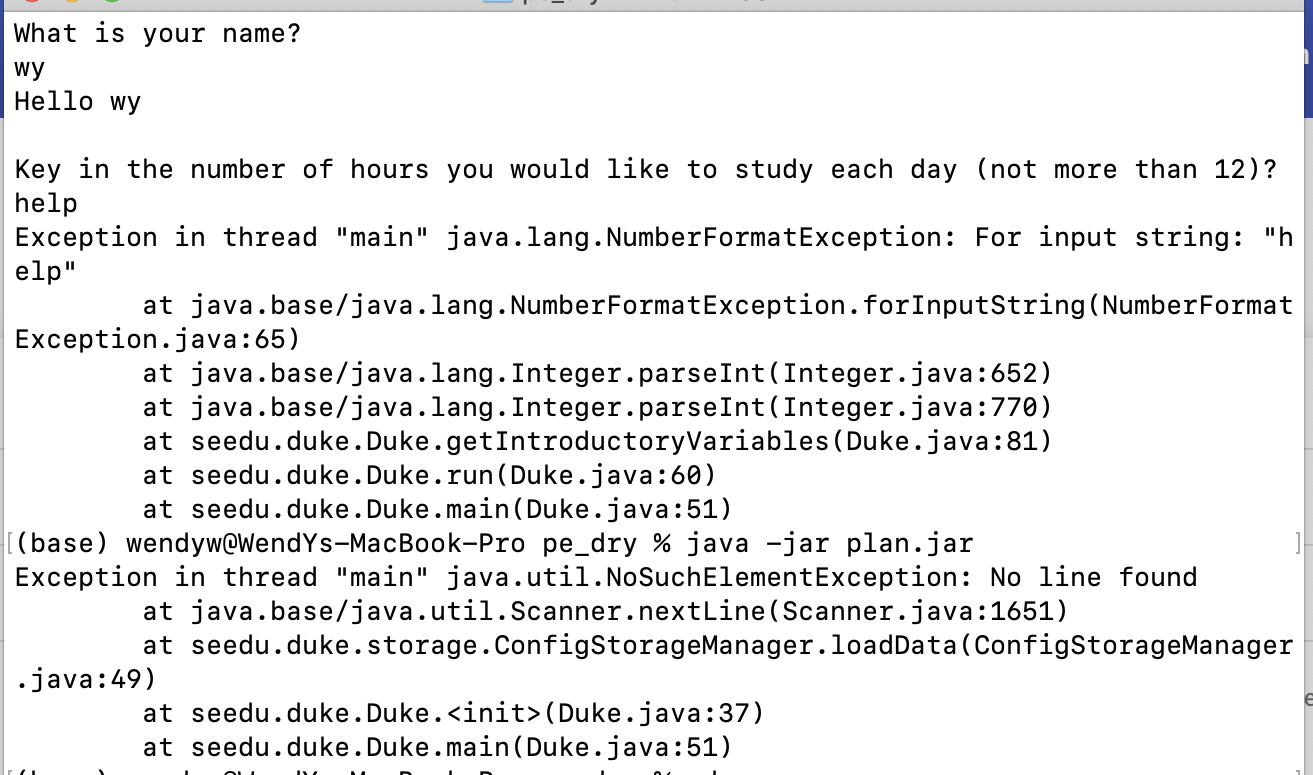 What is your name?
wy
Hello wy
Key in the number of hours you would like to study each day (not more than 12)?
help
Exception in thread "main" java.lang.NumberFormatException: For input string: "h
elp"
at java.base/java.lang.NumberFormatException.forInputString(NumberFormat
Exception.java:65)
at java.base/java.lang.Integer.parseInt(Integer.java:652)
at java.base/java.lang.Integer.parseInt(Integer.java:770)
at seedu.duke.Duke.getIntroductoryVariables(Duke.java:81)
at seedu.duke.Duke.run(Duke.java:60)
at seedu.duke.Duke.main(Duke.java:51)
[(base) wendyw@WendYs-MacBook-Pro pe_dry % java -jar plan.jar ]
Exception in thread "main" java.util.NoSuchElementException: No line found
at java.base/java.util.Scanner.nextLine(Scanner.java:1651)
at seedu.duke.storage.ConfigStorageManager.loadData(ConfigStorageManager
.java:49)
at seedu.duke.Duke.<init>(Duke.java:37)
at seedu.duke.Duke.main(Duke.java:51)